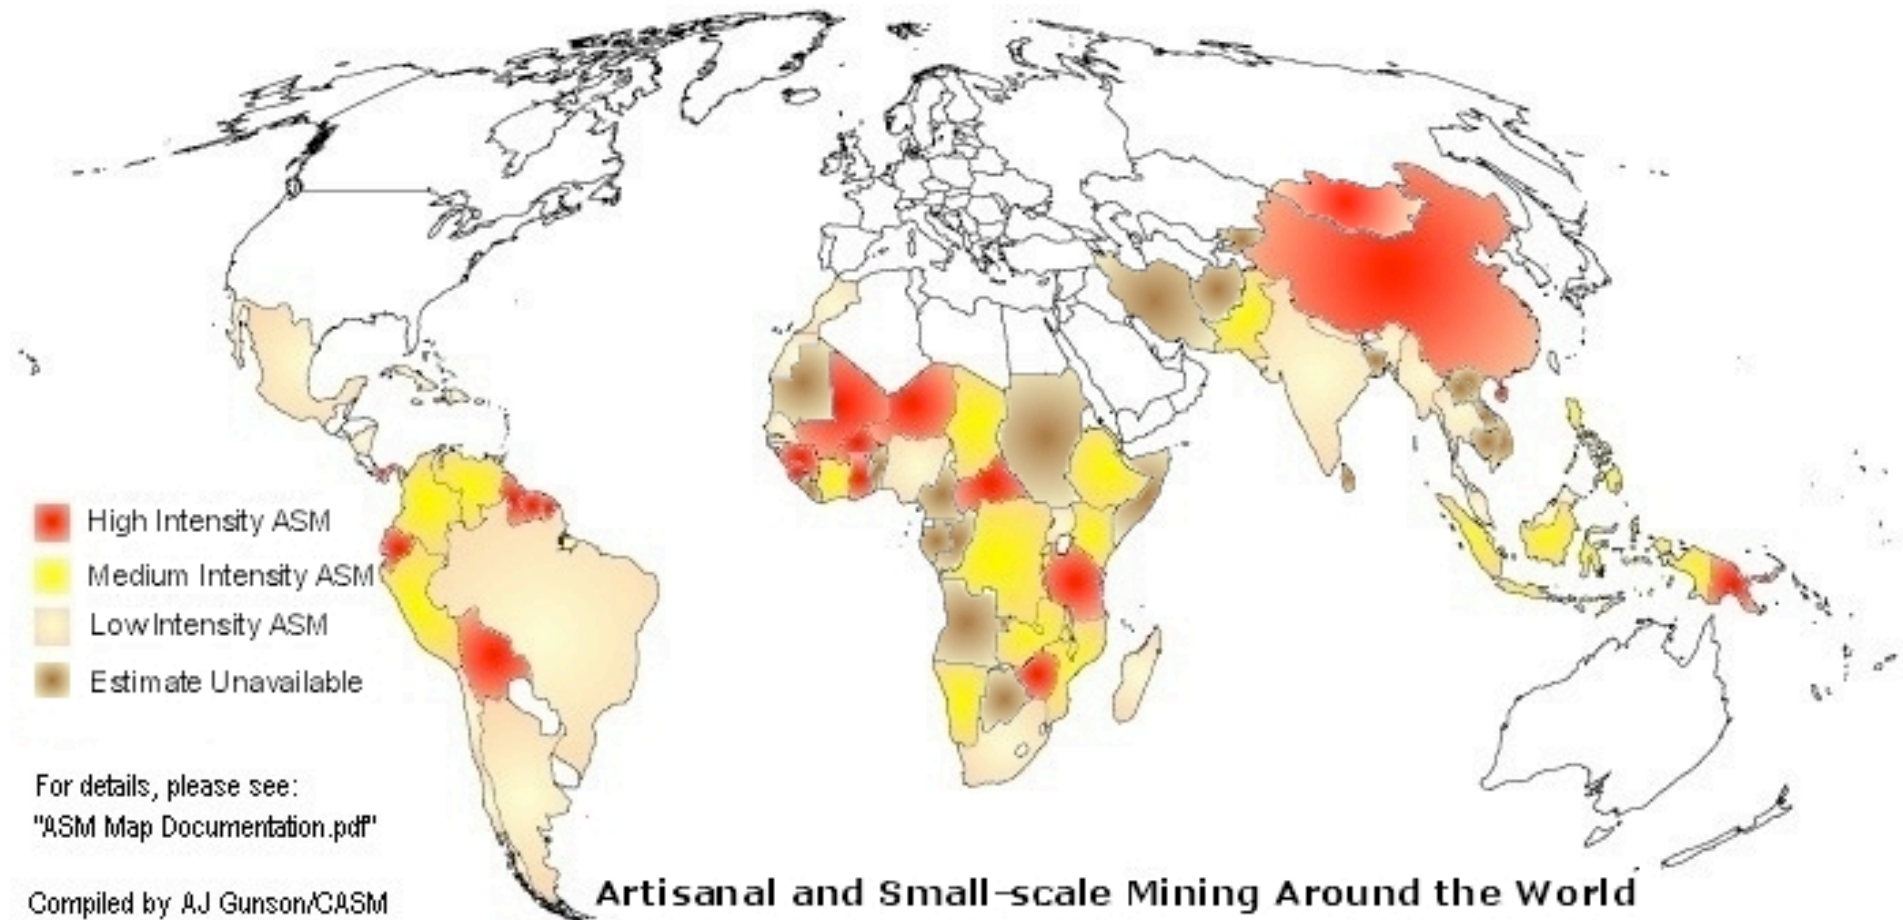 High Intensity ASM
Medium Intensity ASM
Low Intensity ASM
Estimate Unavailable
For details, please see:
"ASM Map Documentation.pdf"
Compiled by AJ Gunson/CASM
Artisanal and Small-scale Mining Around the World